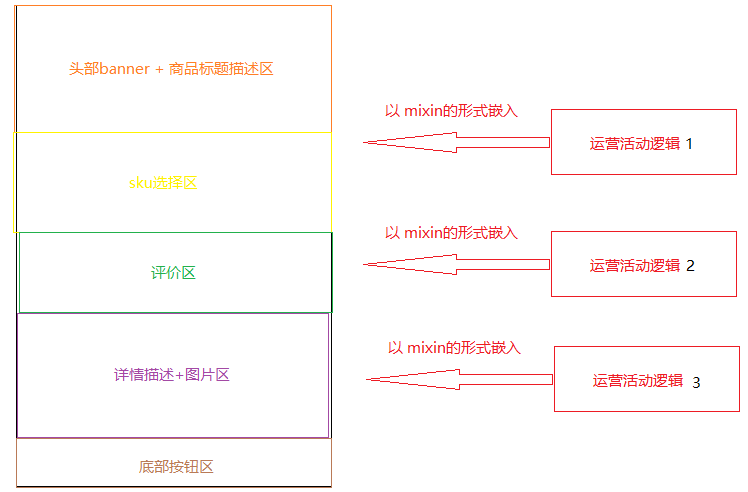 头部banner + 商品标题描述区
以 mixin的形式嵌入
运营活动逻辑 1
sku选择区
以 mixin的形式嵌入
运营活动逻辑 2
评价区
以 mixin的形式嵌入
运营活动逻辑 3
详情描述+图片区
底部按钮区